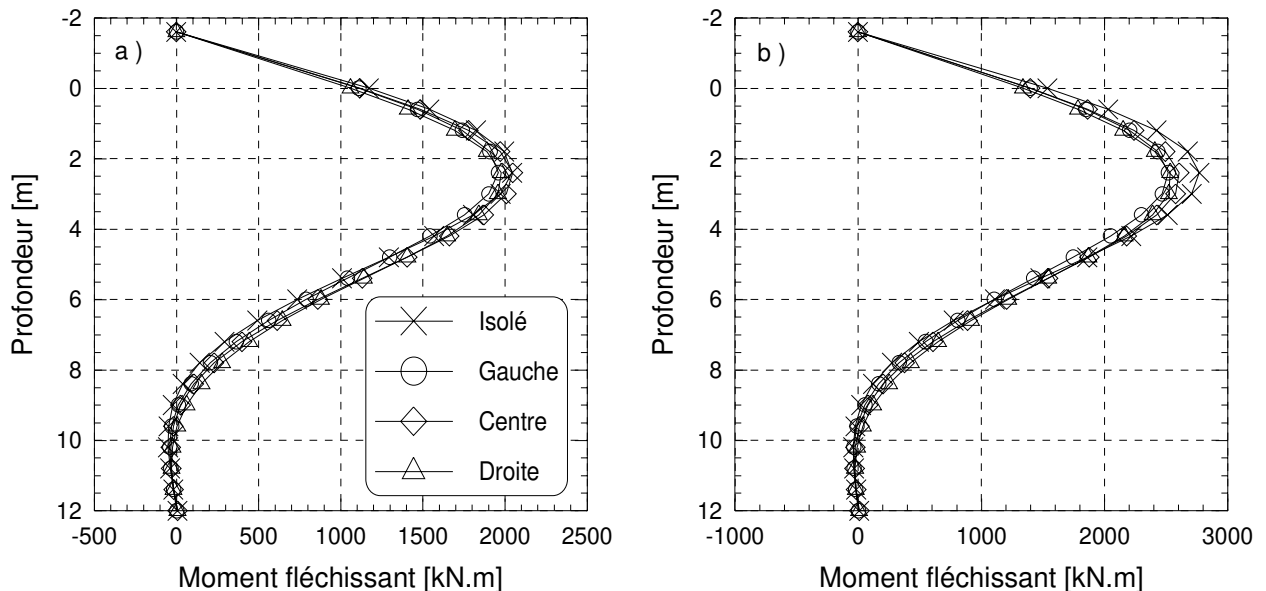 a )
-2
0
2
4
6
8
10
12
Profondeur [m]
-500
0
500
1000
1500
2000
2500
Moment fléchissant [kN.m]
Isolé
Gauche
Centre
Droite
b )
-2
0
2
4
6
8
10
12
Profondeur [m]
-1000
0
1000
2000
3000
Moment fléchissant [kN.m]